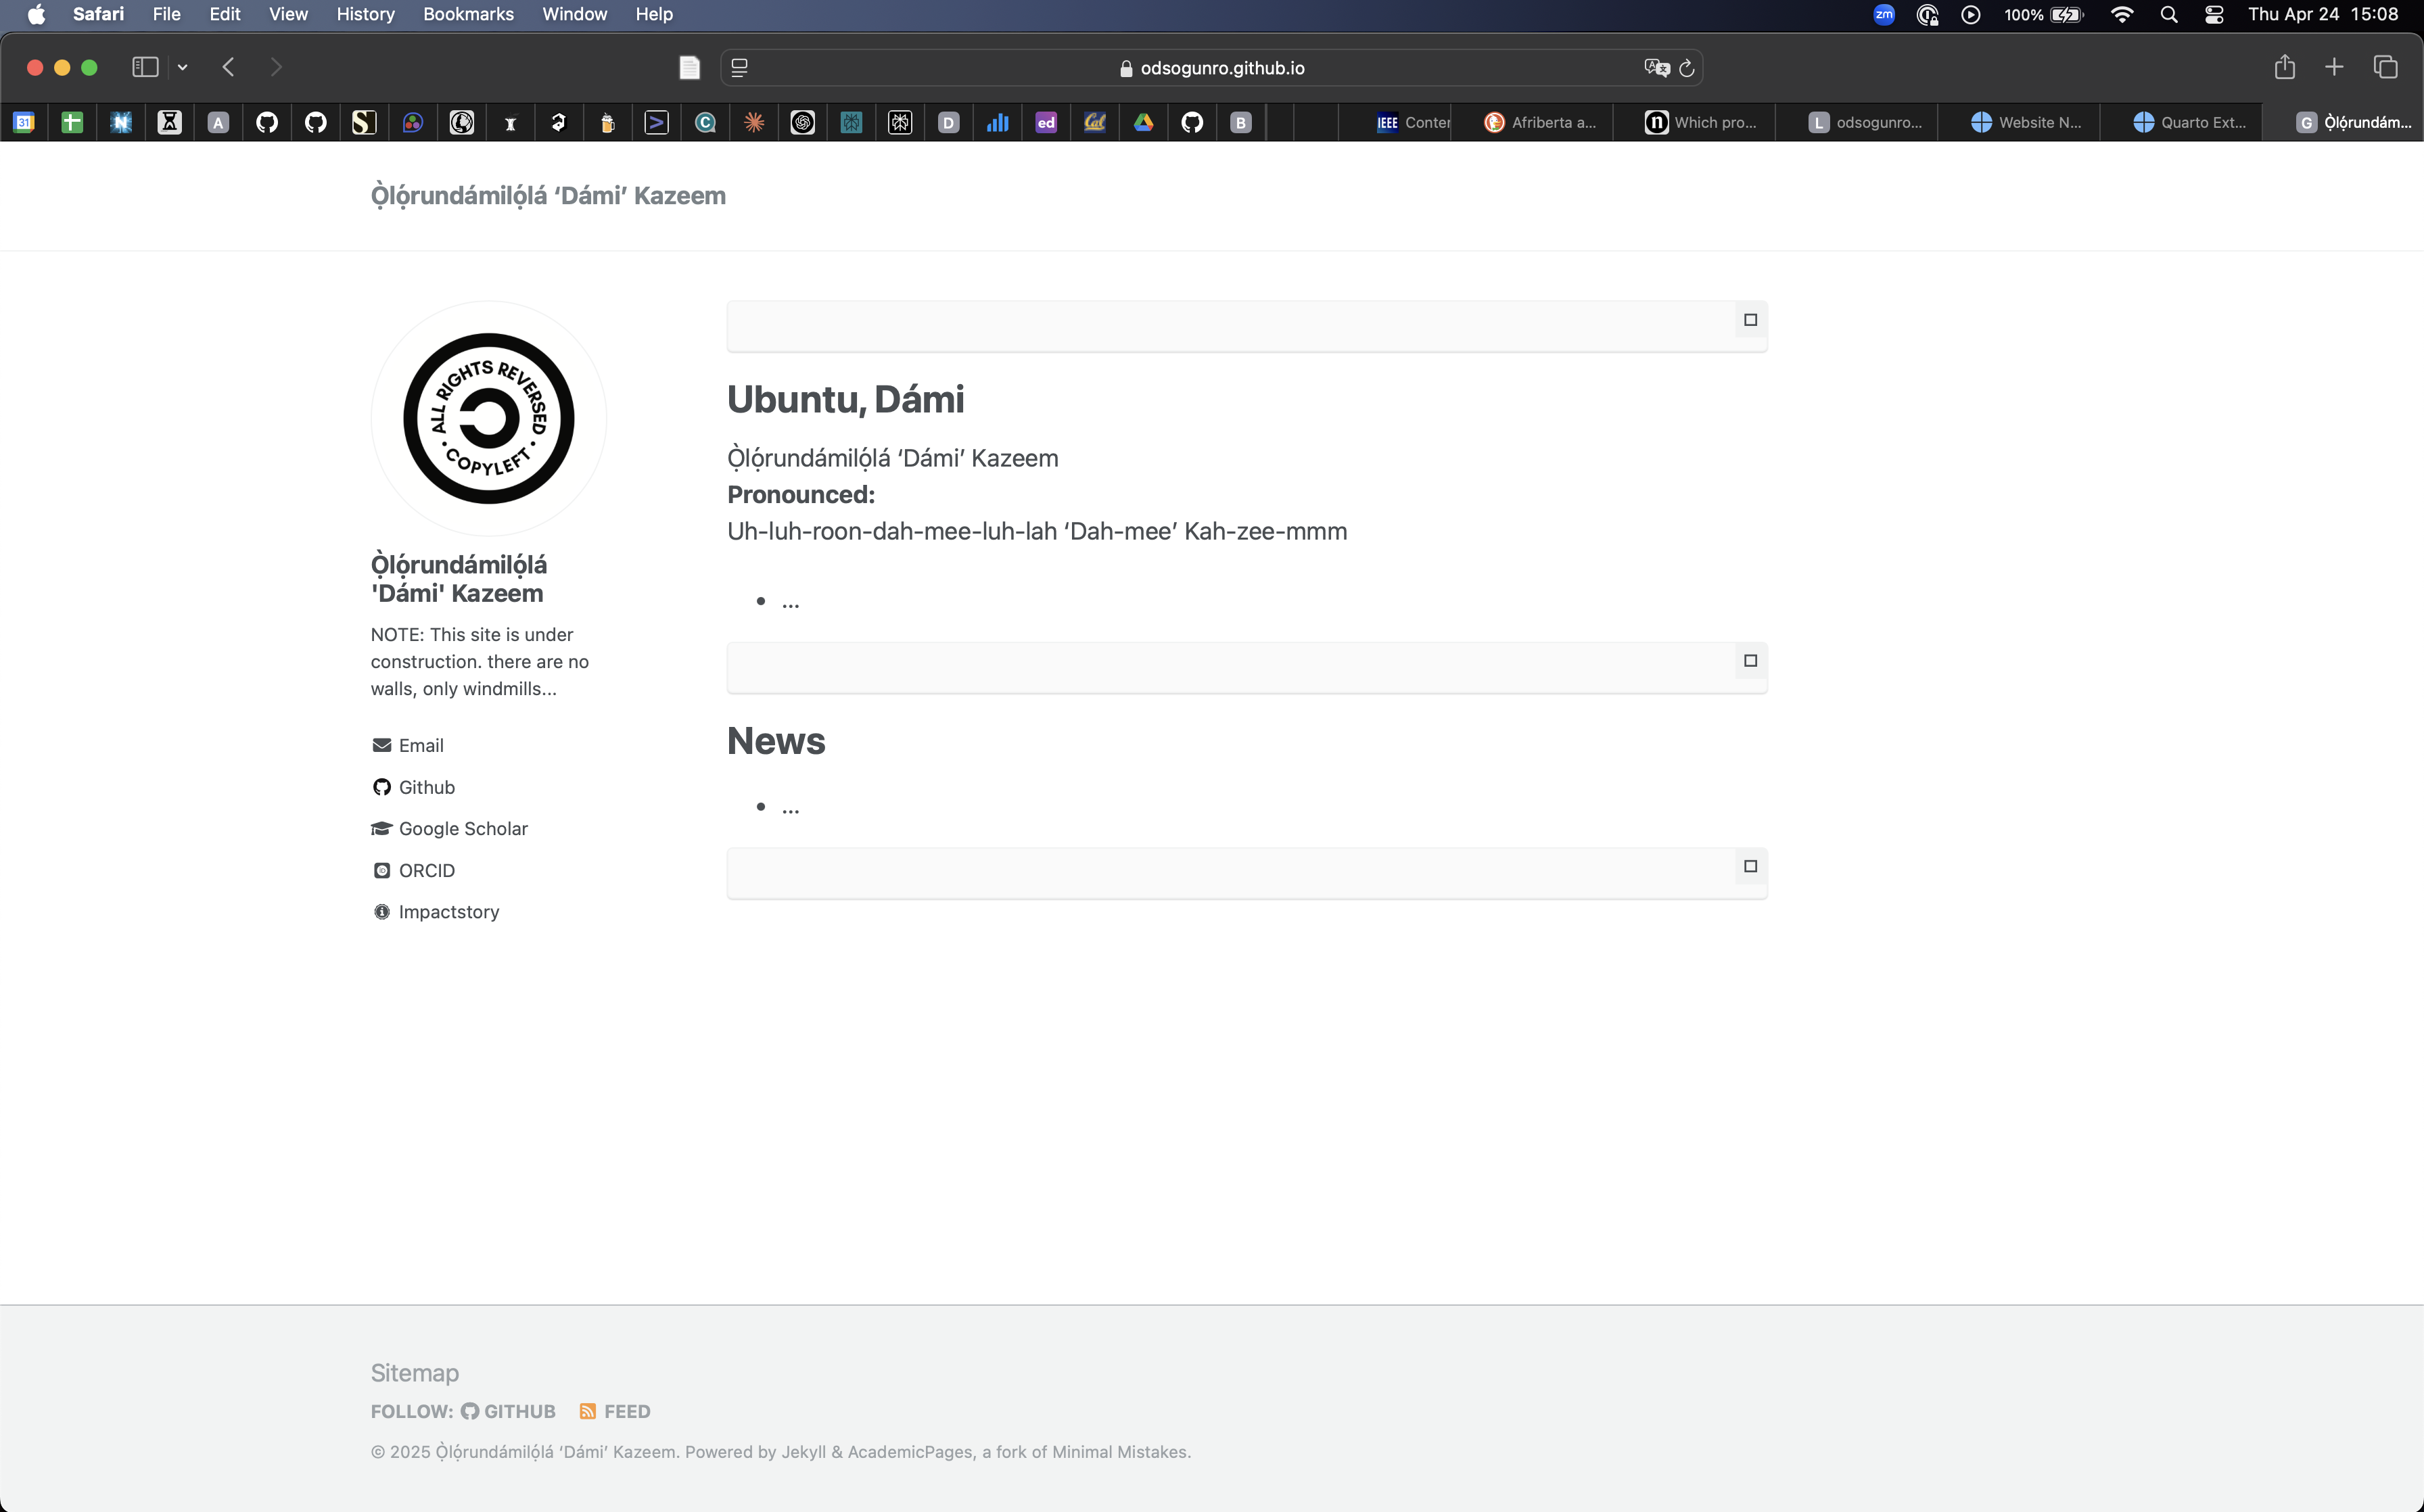 Safari File Edit View History Bookmarks Window Help
zm 100% Thu Apr 24 15:08
odsogunro.github.io
31 A S C D ed Cal B IEEE Conter Afriberta a... n Which pro... L odsogunro... Website N... Quarto Ext... G Ọ̀lọ́rundám...
Ọ̀lọ́rundámilọ́lá ‘Dámi’ Kazeem
ALL RIGHTS REVERSED
• COPYLEFT •
Ọ̀lọ́rundámilọ́lá
'Dámi' Kazeem
NOTE: This site is under
construction. there are no
walls, only windmills...
Email
Github
Google Scholar
ORCID
Impactstory
Ubuntu, Dámi
Ọ̀lọ́rundámilọ́lá ‘Dámi’ Kazeem
Pronounced:
Uh-luh-roon-dah-mee-luh-lah ‘Dah-mee’ Kah-zee-mmm
• ...
News
• ...
Sitemap
FOLLOW: GITHUB FEED
© 2025 Ọ̀lọ́rundámilọ́lá ‘Dámi’ Kazeem. Powered by Jekyll & AcademicPages, a fork of Minimal Mistakes.